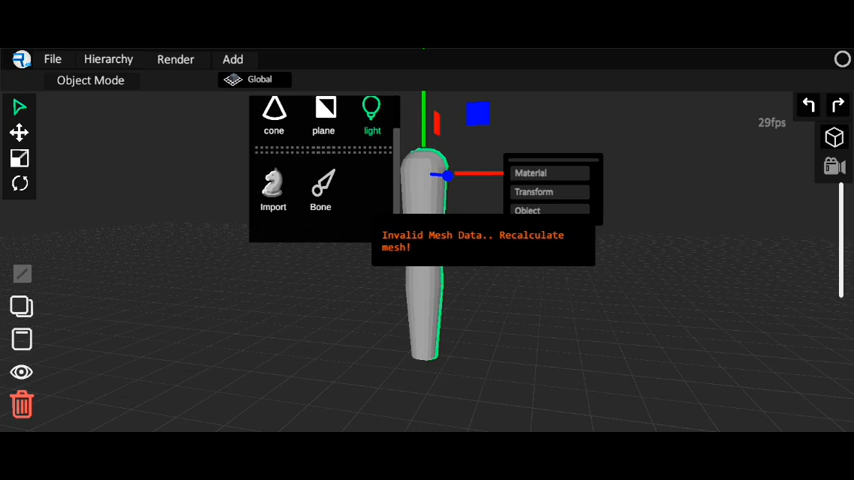 File Hierarchy Render Add
Object Mode Global
cone plane light
29fps
Material
Transform
Import Bone
Object
Invalid Mesh Data.. Recalculate
mesh!